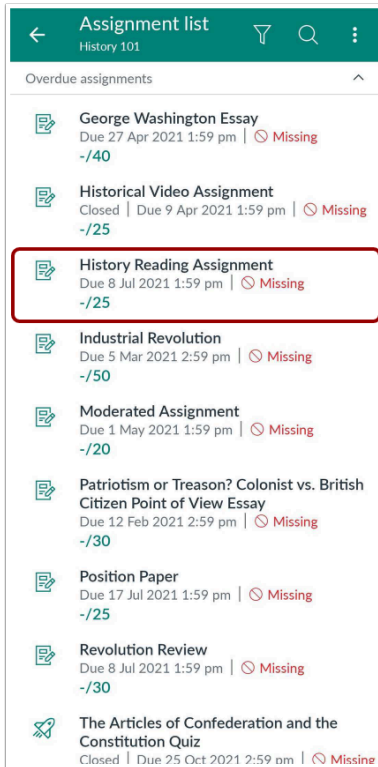 Assignment list
History 101
Overdue assignments
George Washington Essay
Due 27 Apr 2021 1:59 pm | Missing
-/40
Historical Video Assignment
Closed | Due 9 Apr 2021 1:59 pm | Missing
-/25
History Reading Assignment
Due 8 Jul 2021 1:59 pm | Missing
-/25
Industrial Revolution
Due 5 Mar 2021 2:59 pm | Missing
-/50
Moderated Assignment
Due 1 May 2021 1:59 pm | Missing
-/20
Patriotism or Treason? Colonist vs. British
Citizen Point of View Essay
Due 12 Feb 2021 2:59 pm | Missing
-/30
Position Paper
Due 17 Jul 2021 1:59 pm | Missing
-/25
Revolution Review
Due 8 Jul 2021 1:59 pm | Missing
-/30
The Articles of Confederation and the
Constitution Quiz
Closed | Due 25 Oct 2021 2:59 pm | Missing